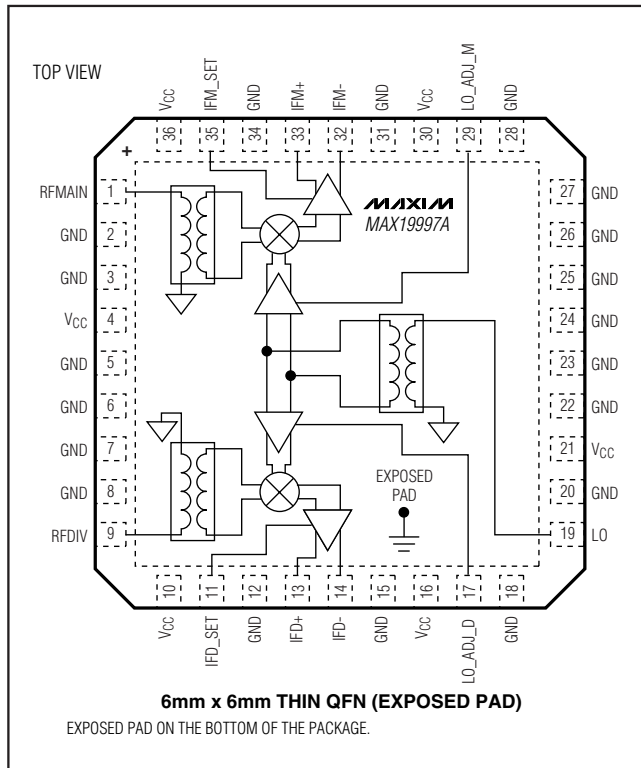 TOP VIEW
VCC
IFM_SET
GND
IFM+
IFM-
GND
VCC
LO_ADJ_M
GND
36
35
34
33
32
31
30
29
28
+
RFMAIN 1
GND 2
GND 3
VCC 4
GND 5
GND 6
GND 7
GND 8
RFDIV 9
MAXIM
MAX19997A
EXPOSED
PAD
27 GND
26 GND
25 GND
24 GND
23 GND
22 GND
21 VCC
20 GND
19 LO
10
11
12
13
14
15
16
17
18
VCC
IFD_SET
GND
IFD+
IFD-
GND
VCC
LO_ADJ_D
GND
6mm x 6mm THIN QFN (EXPOSED PAD)
EXPOSED PAD ON THE BOTTOM OF THE PACKAGE.